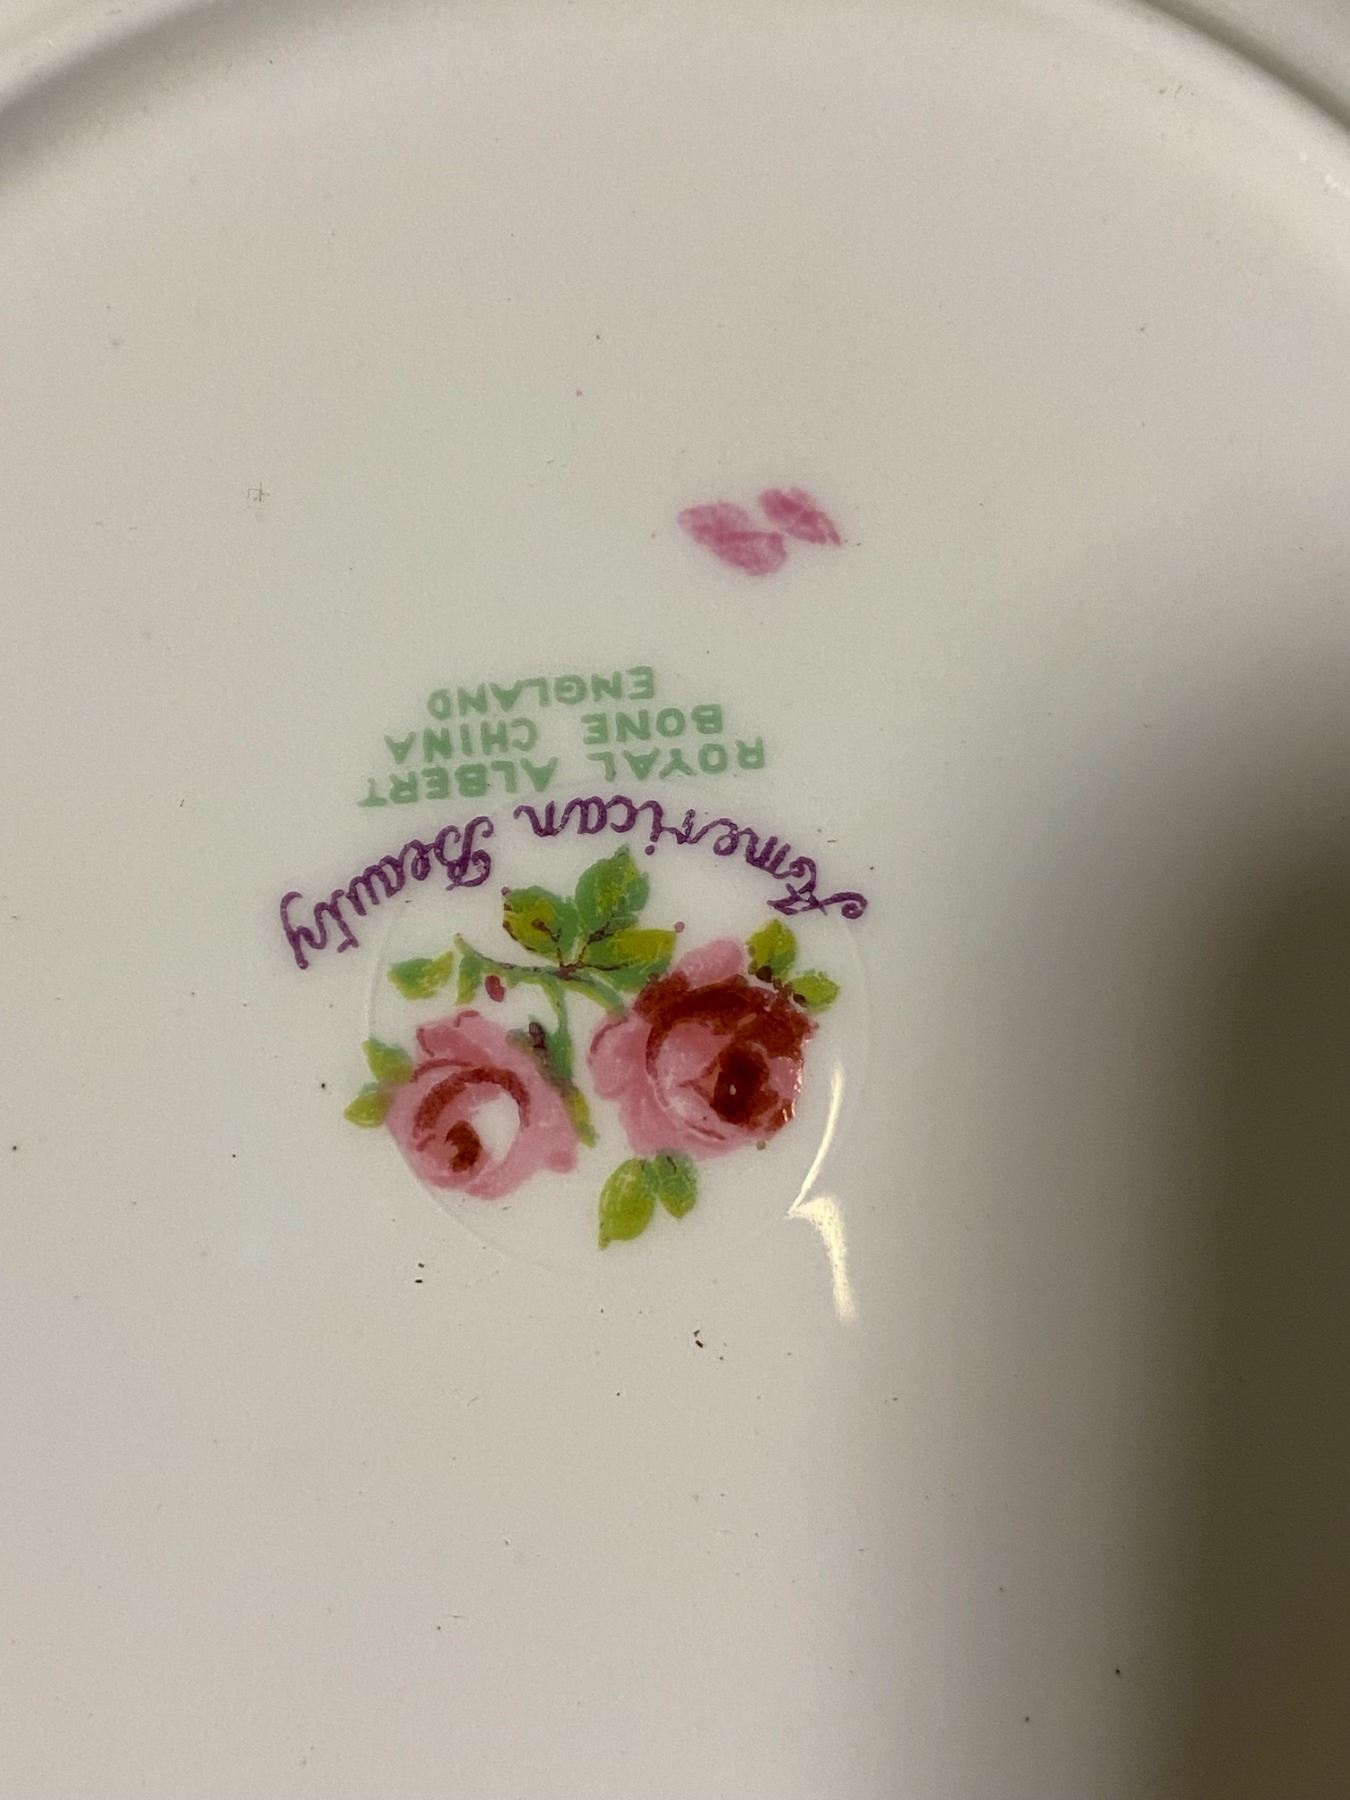 American Beauty
ROYAL ALBERT
BONE CHINA
ENGLAND